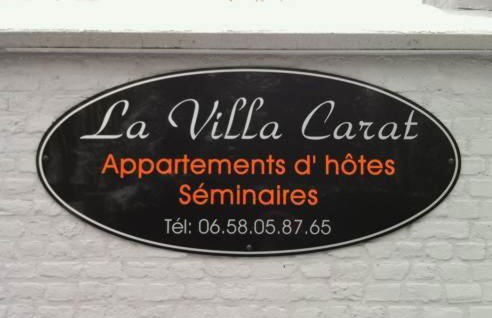 La Villa Carat
Appartements d' hôtes
Séminaires
Tél: 06.58.05.87.65